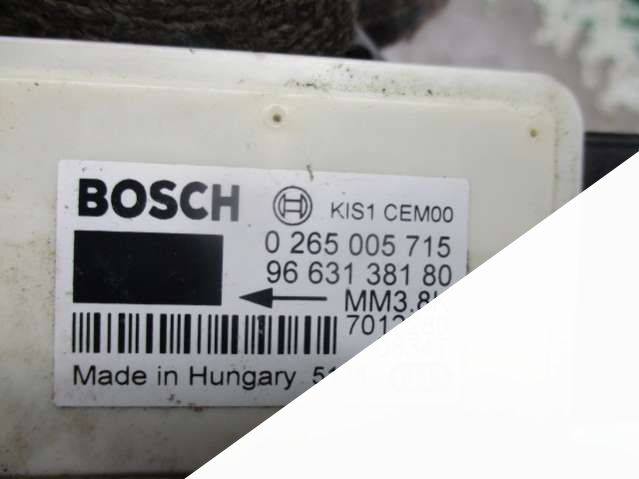 BOSCH KIS1 CEM00
0 265 005 715
96 631 381 80
Made in Hungary